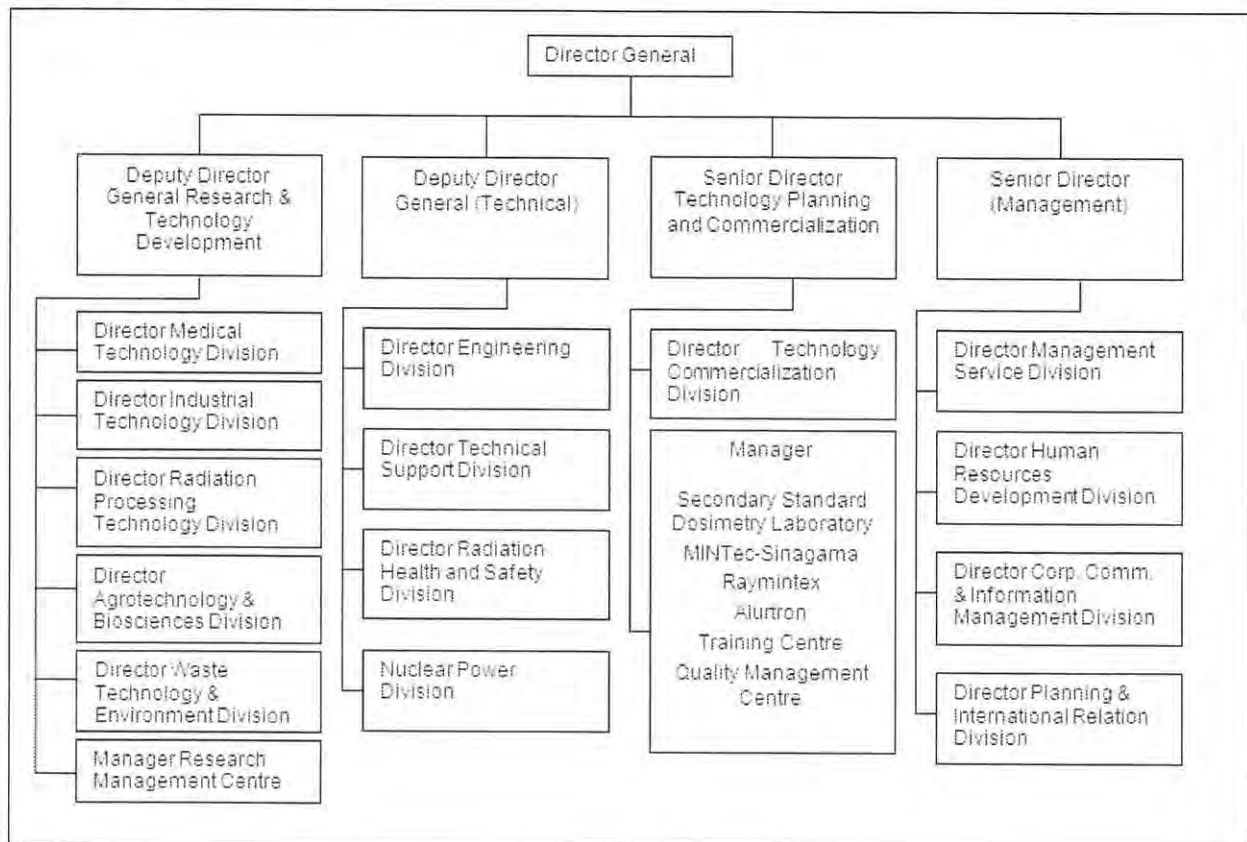 Director General
Deputy Director
General Research &
Technology
Development
Deputy Director
General (Technical)
Senior Director
Technology Planning
and Commercialization
Senior Director
(Management)
Director Medical
Technology Division
Director Industrial
Technology Division
Director Radiation
Processing
Technology Division
Director
Agrotechnology &
Biosciences Division
Director Waste
Technology &
Environment Division
Manager Research
Management Centre
Director Engineering
Division
Director Technical
Support Division
Director Radiation
Health and Safety
Division
Nuclear Power
Division
Director Technology
Commercialization
Division
Manager
Secondary Standard
Dosimetry Laboratory
MINTec-Sinagama
Raymintex
Alurtron
Training Centre
Quality Management
Centre
Director Management
Service Division
Director Human
Resources
Development Division
Director Corp. Comm.
& Information
Management Division
Director Planning &
International Relation
Division